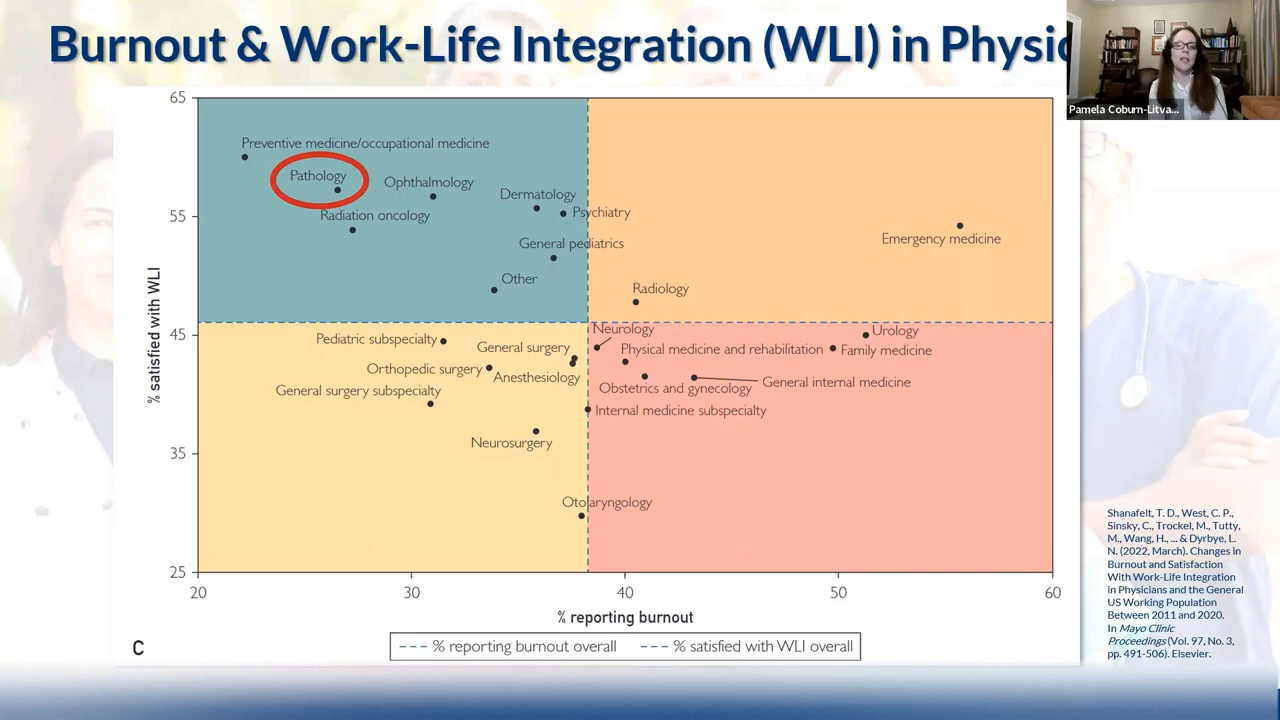 Burnout & Work-Life Integration (WLI) in Physic
Pamela Coburn-Litva...
65
55
45
35
25
% satisfied with WLI
Preventive medicine/occupational medicine
Pathology
Ophthalmology
Radiation oncology
Dermatology
Psychiatry
General pediatrics
Other
Emergency medicine
Radiology
Pediatric subspecialty
General surgery
Orthopedic surgery
Anesthesiology
General surgery subspecialty
Neurosurgery
Otolaryngology
Neurology
Urology
Physical medicine and rehabilitation
Family medicine
Obstetrics and gynecology
General internal medicine
Internal medicine subspecialty
20
30
40
50
60
% reporting burnout
C
% reporting burnout overall
% satisfied with WLI overall
Shanafelt, T. D., West, C. P.,
Sinsky, C., Trockel, M., Tutty,
M., Wang, H., ... & Dyrbye, L.
N. (2022, March). Changes in
Burnout and Satisfaction
With Work-Life Integration
in Physicians and the General
US Working Population
Between 2011 and 2020.
In Mayo Clinic
Proceedings (Vol. 97, No. 3,
pp. 491-506). Elsevier.